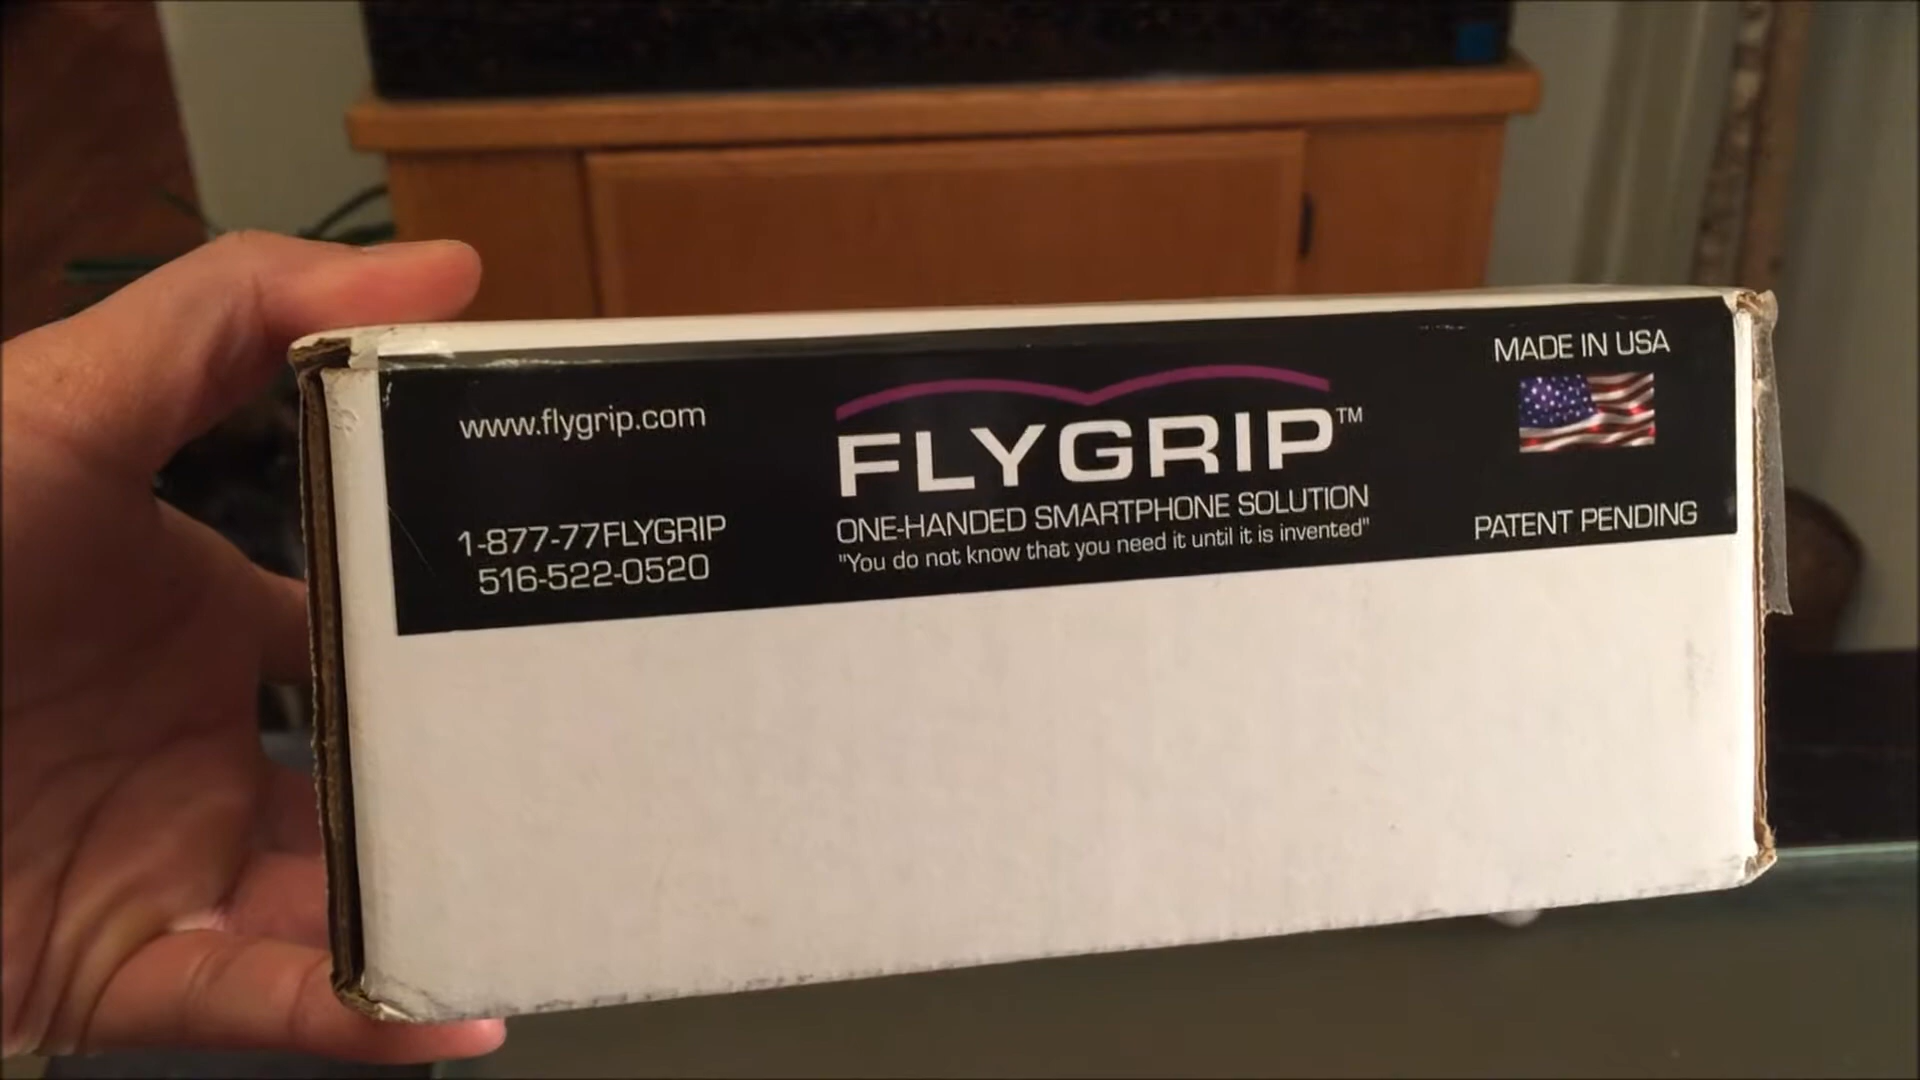 www.flygrip.com
1-877-77FLYGRIP
516-522-0520
FLYGRIP™
ONE-HANDED SMARTPHONE SOLUTION
"You do not know that you need it until it is invented"
MADE IN USA
PATENT PENDING